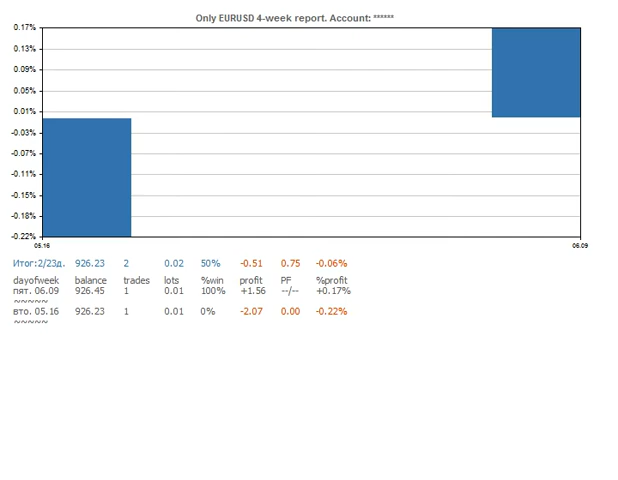 Only EURUSD 4-week report. Account: ******
0.17%
0.13%
0.09%
0.05%
0.01%
-0.03%
-0.07%
-0.11%
-0.15%
-0.18%
-0.22%
05.16 06.09
Итог:2/23д. 926.23 2 0.02 50% -0.51 0.75 -0.06%
dayofweek balance trades lots %win profit PF %profit
пят. 06.09 926.45 1 0.01 100% +1.56 --/-- +0.17%
~~~~~
вто. 05.16 926.23 1 0.01 0% -2.07 0.00 -0.22%
~~~~~